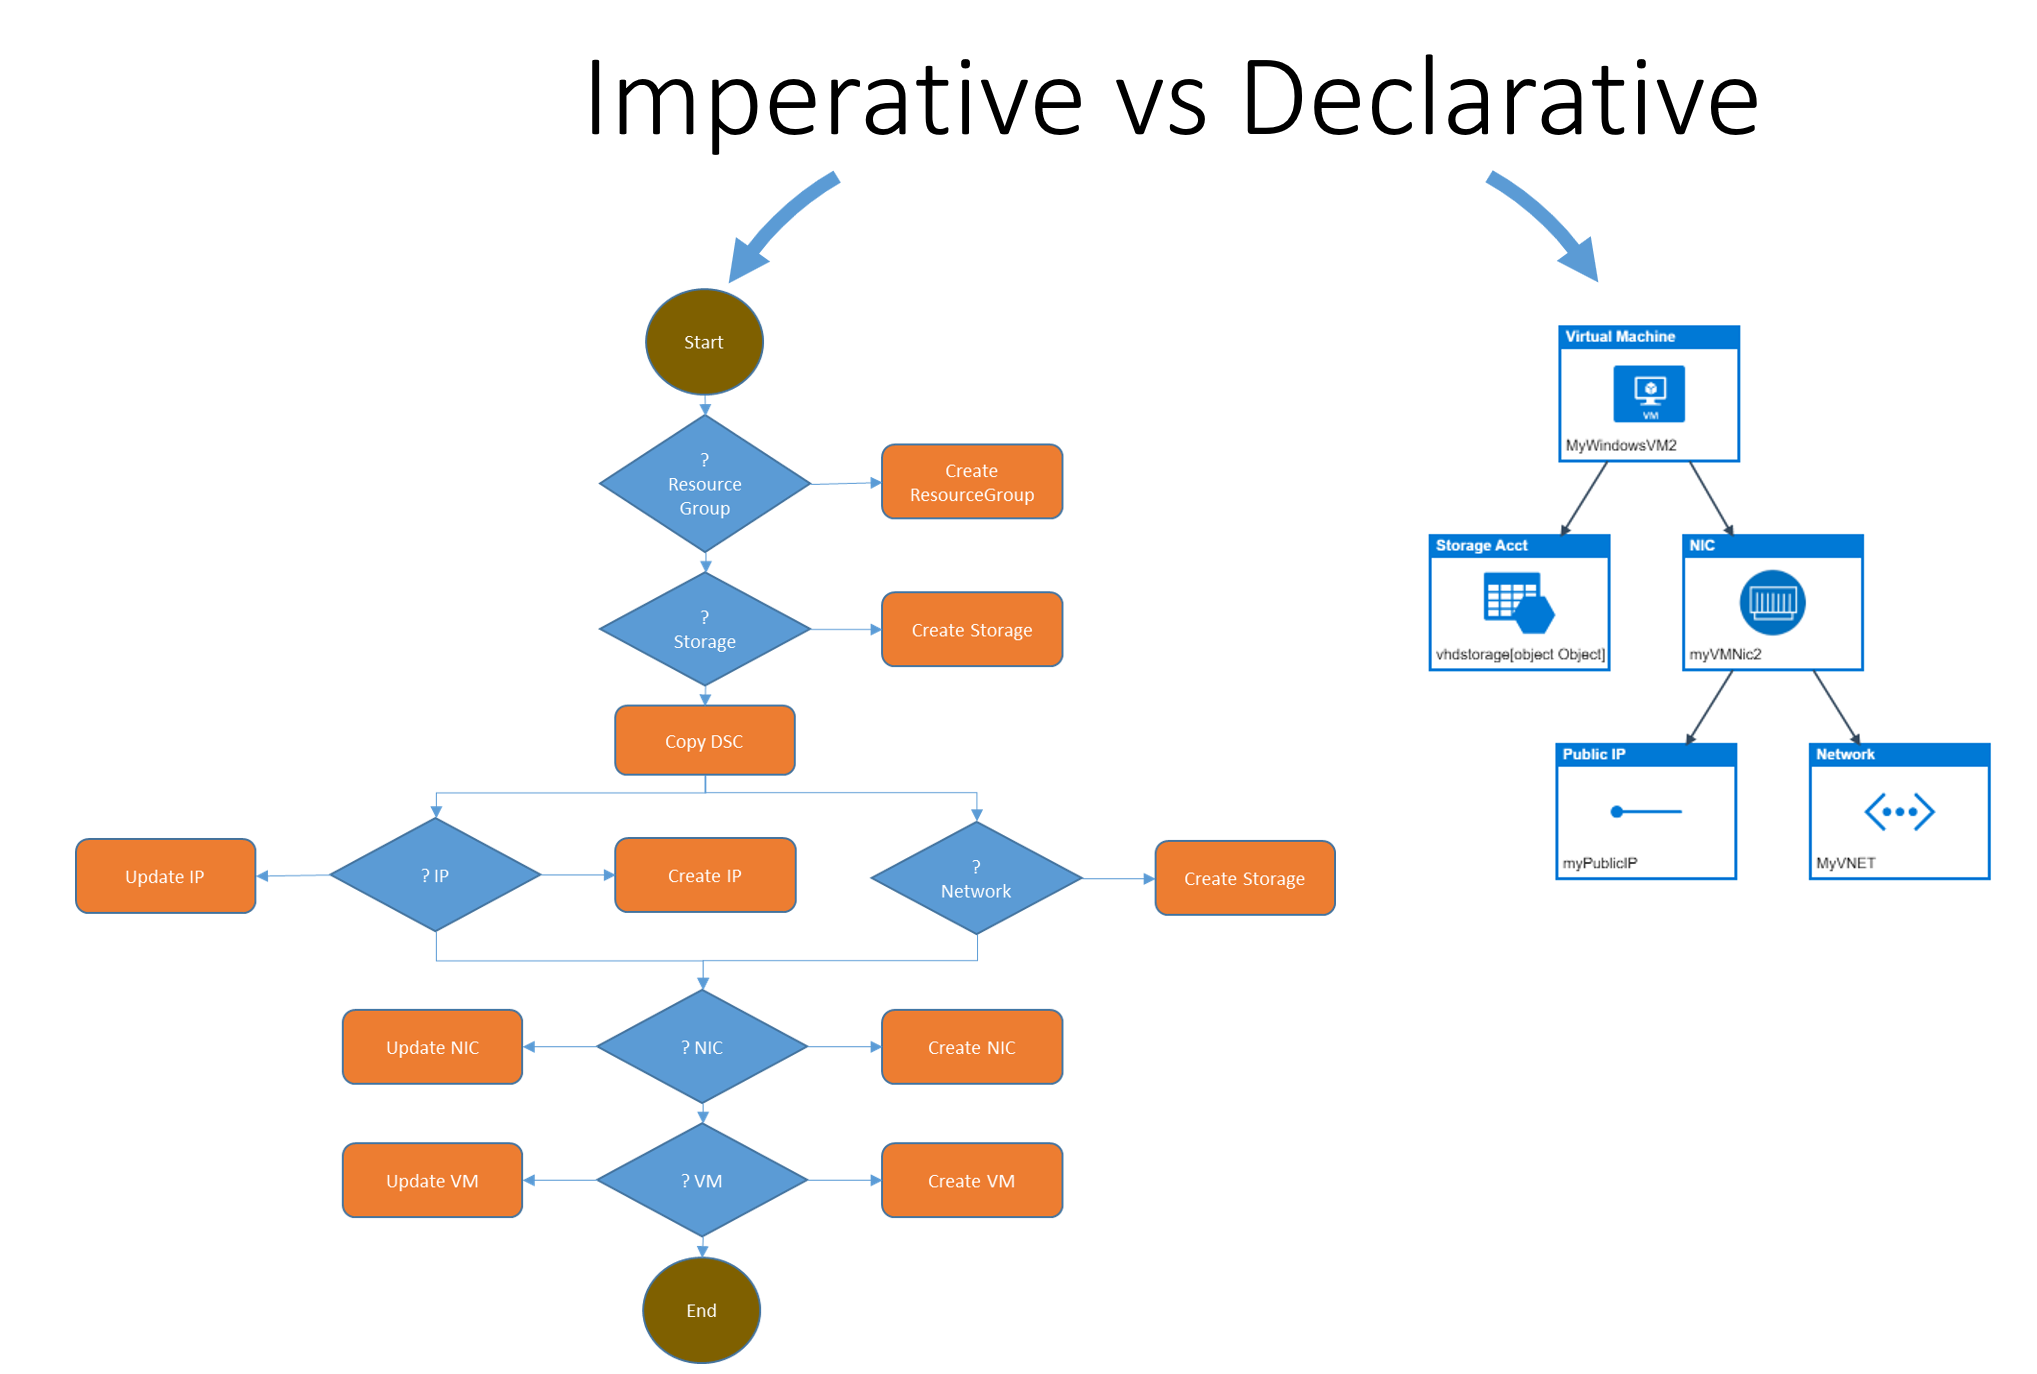 Imperative vs Declarative
Start
?
Resource
Group
Create
ResourceGroup
?
Storage
Create Storage
Copy DSC
Update IP
? IP
Create IP
?
Network
Create Storage
Update NIC
? NIC
Create NIC
Update VM
? VM
Create VM
End
Virtual Machine
VM
MyWindowsVM2
Storage Acct
vhdstorage[object Object]
NIC
myVMNic2
Public IP
myPublicIP
Network
MyVNET